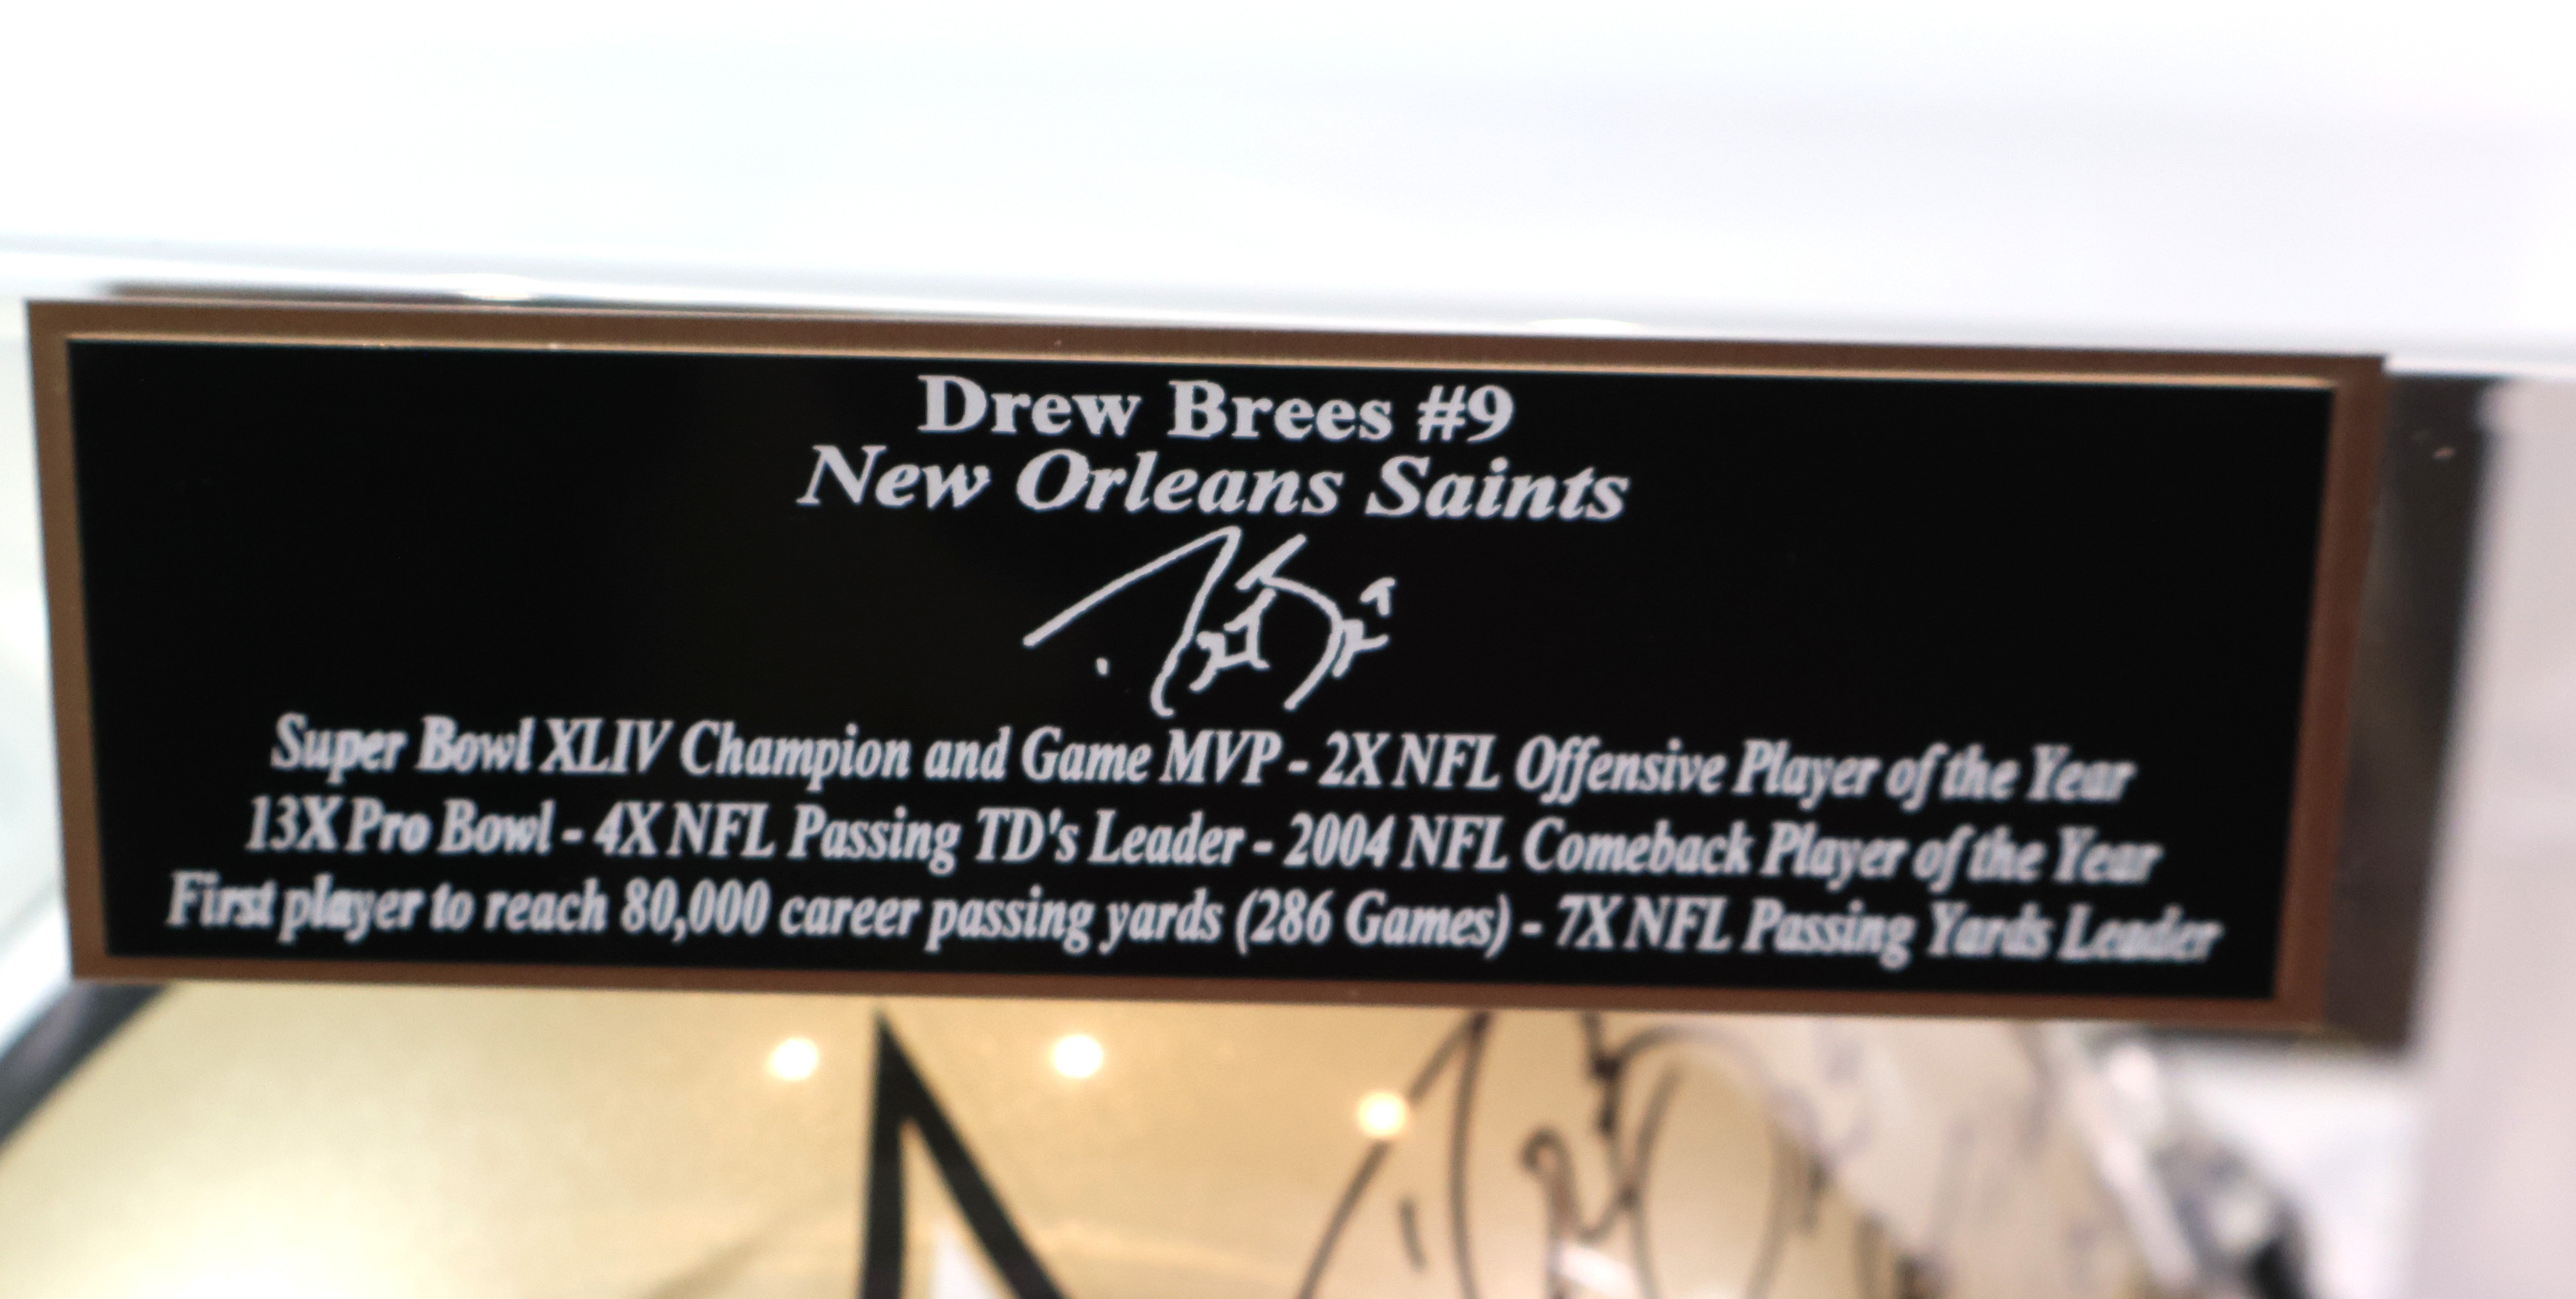 Drew Brees #9
New Orleans Saints
Super Bowl XLIV Champion and Game MVP - 2X NFL Offensive Player of the Year
13X Pro Bowl - 4X NFL Passing TD's Leader - 2004 NFL Comeback Player of the Year
First player to reach 80,000 career passing yards (286 Games) - 7X NFL Passing Yards Leader